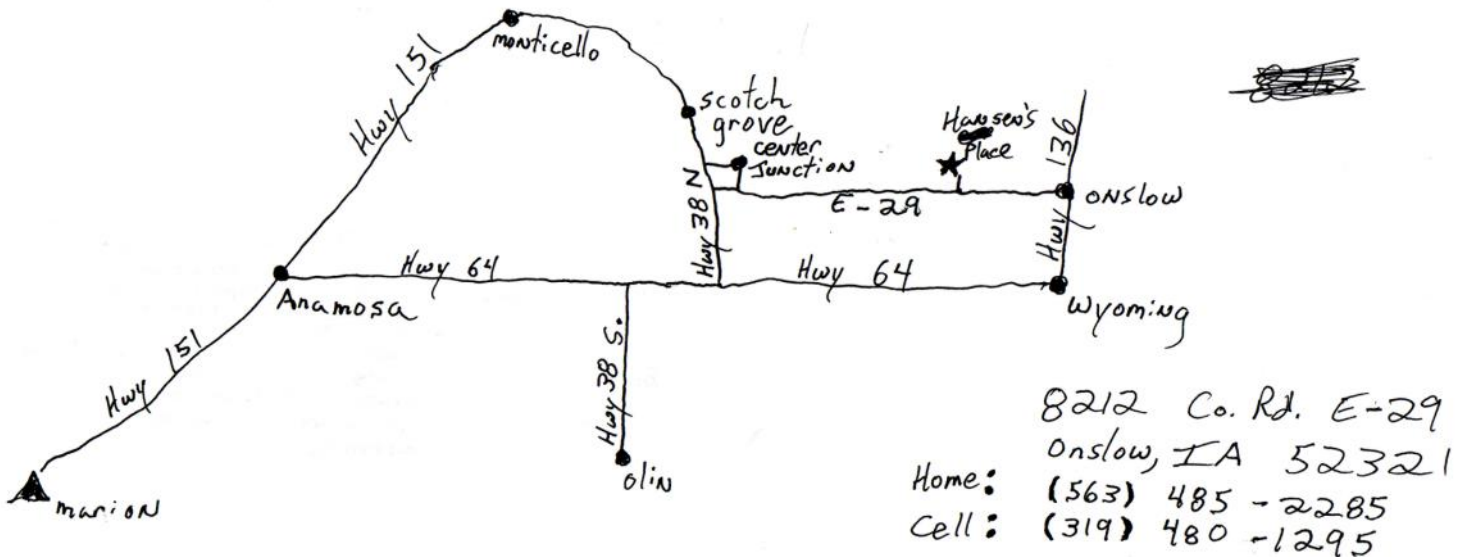 monticello
Hwy 151
scotch
grove
center
Junction
Hansen's
Place
Hwy 136
Hwy 38 N
E-29
ONSlow
Hwy 64
Hwy 64
Anamosa
Wyoming
Hwy 151
Hwy 38 S.
marion
olin
8212 Co. Rd. E-29
Onslow, IA 52321
Home: (563) 485-2285
Cell: (319) 480-1295